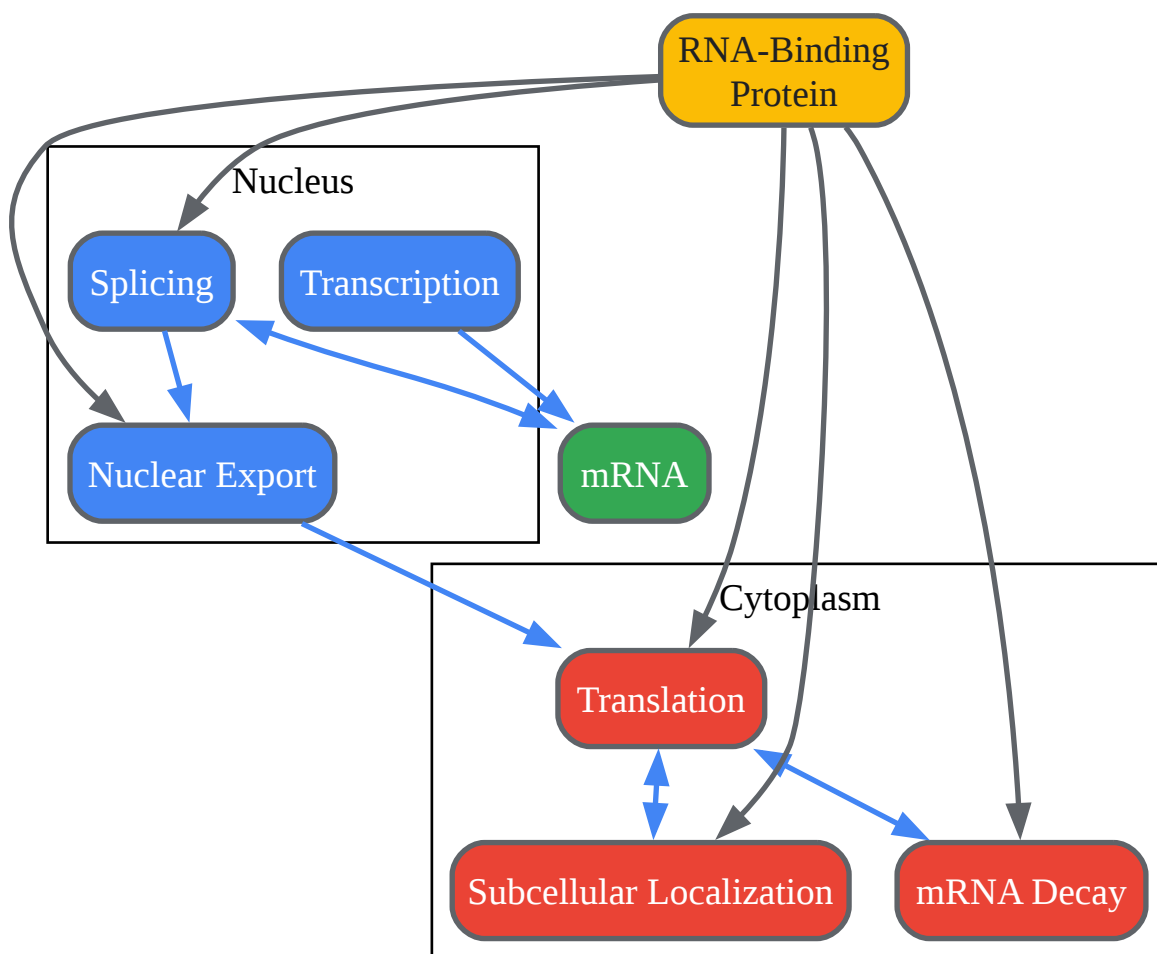 RNA-Binding
Protein
Nucleus
Splicing
Transcription
Nuclear Export
mRNA
Cytoplasm
Translation
Subcellular Localization
mRNA Decay